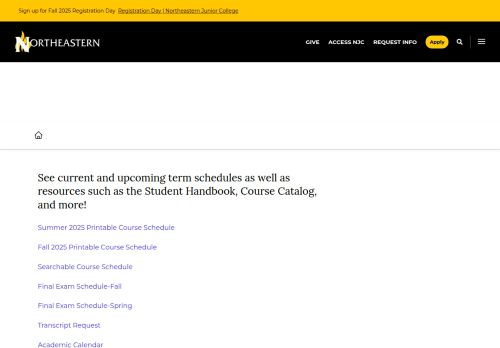 Sign up for Fall 2025 Registration Day Registration Day | Northeastern Junior College
NORTHEASTERN
GIVE
ACCESS NJC
REQUEST INFO
Apply
See current and upcoming term schedules as well as
resources such as the Student Handbook, Course Catalog,
and more!
Summer 2025 Printable Course Schedule
Fall 2025 Printable Course Schedule
Searchable Course Schedule
Final Exam Schedule-Fall
Final Exam Schedule-Spring
Transcript Request
Academic Calendar